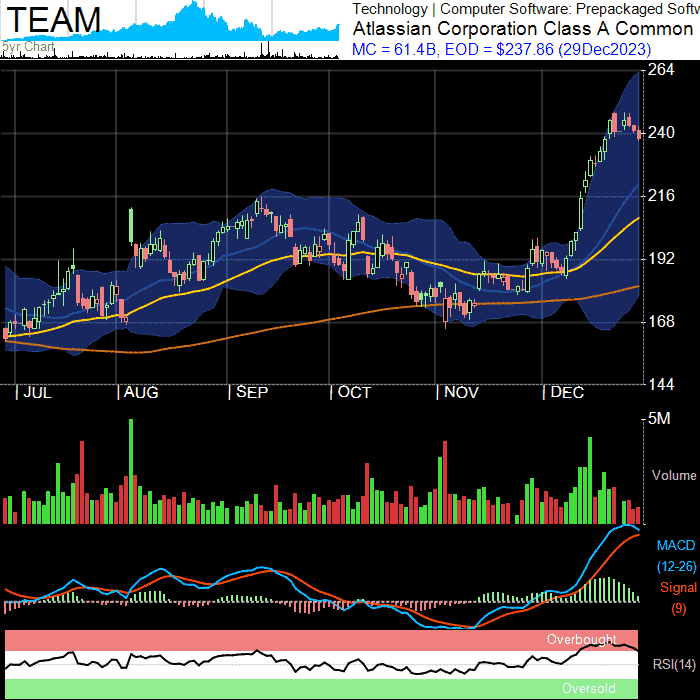 TEAM
5yr Chart
Technology | Computer Software: Prepackaged Softw
Atlassian Corporation Class A Common
MC = 61.4B, EOD = $237.86 (29Dec2023)
264
240
216
192
168
144
| JUL | AUG | SEP | OCT | NOV | DEC
5M
Volume
MACD
(12-26)
Signal
(9)
Overbought
RSI(14)
Oversold